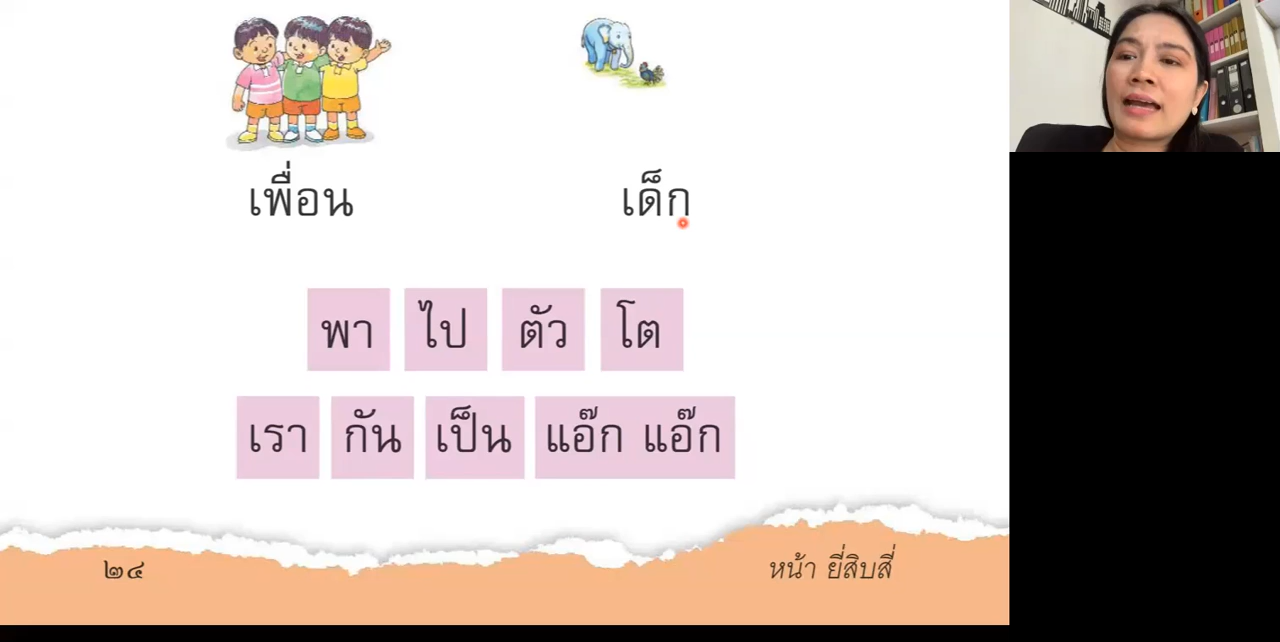 เพื่อน เด็ก
พา ไป ตัว โต
เรา กัน เป็น แอ๊ก แอ๊ก
๒๔ หน้า ยี่สิบสี่